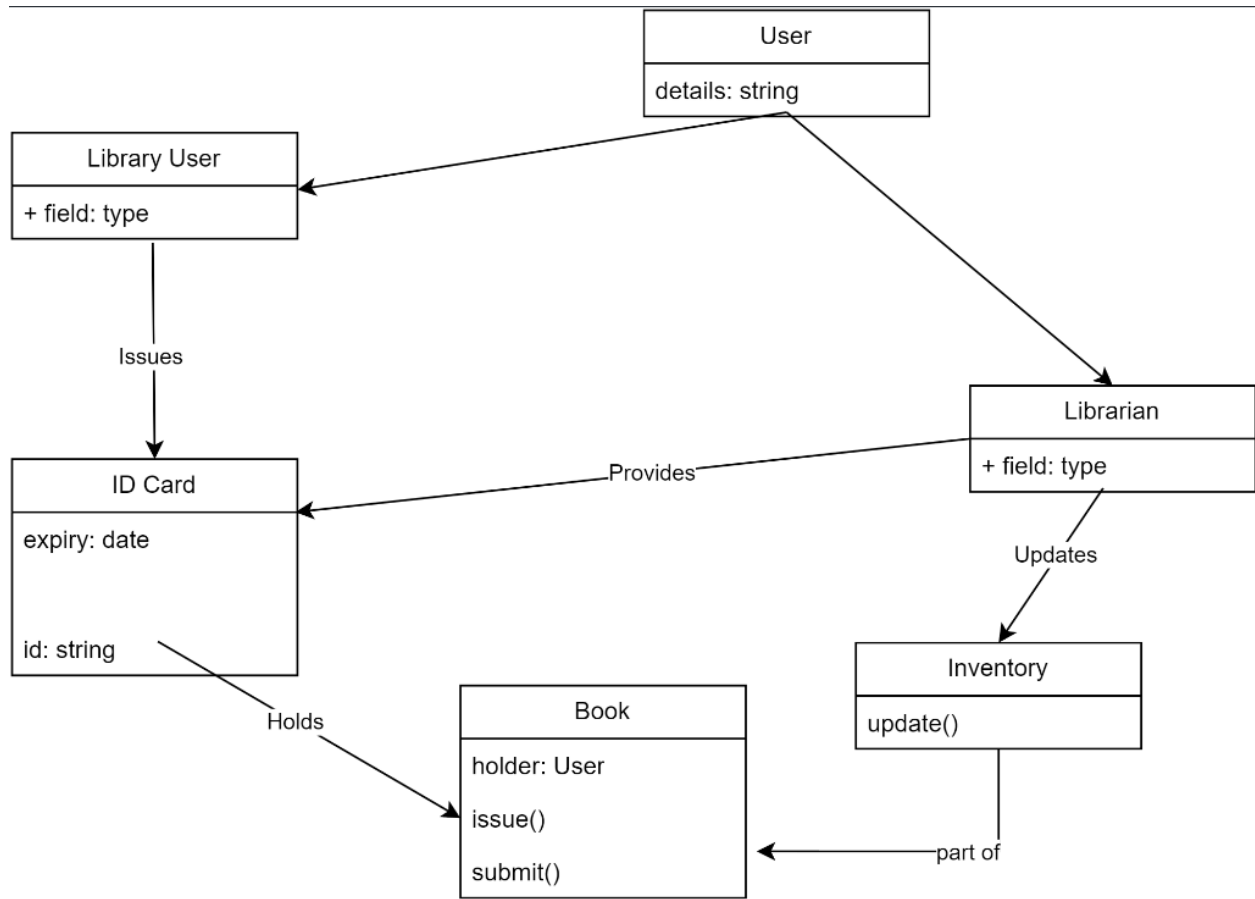 User
details: string
Library User
+ field: type
Issues
Librarian
+ field: type
Provides
ID Card
expiry: date
id: string
Updates
Inventory
update()
Holds
Book
holder: User
issue()
submit()
part of